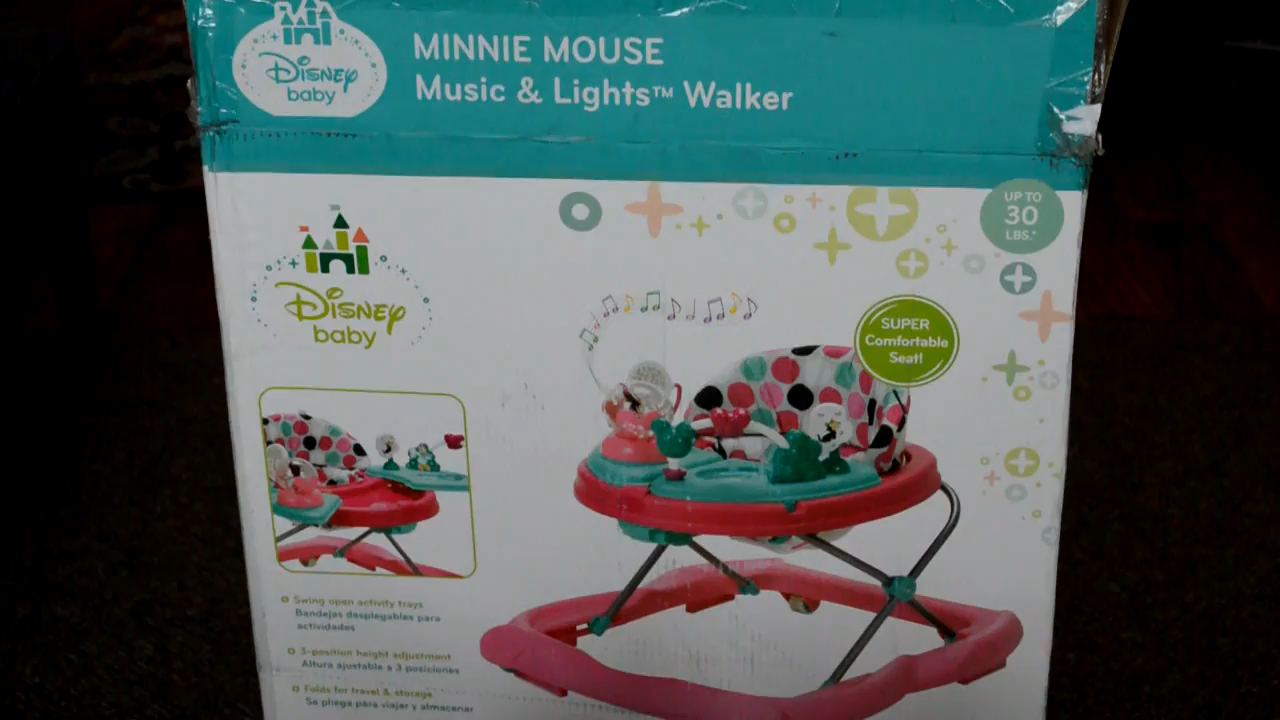 Disney
baby
MINNIE MOUSE
Music & Lights™ Walker
UP TO
30
LBS.*
Disney
baby
SUPER
Comfortable
Seat!
Swing open activity trays
Bandejas desplegables para
actividades
3-position height adjustment
Altura ajustable a 3 posiciones
Folds for travel & storage
Se pliega para viajar y almacenar